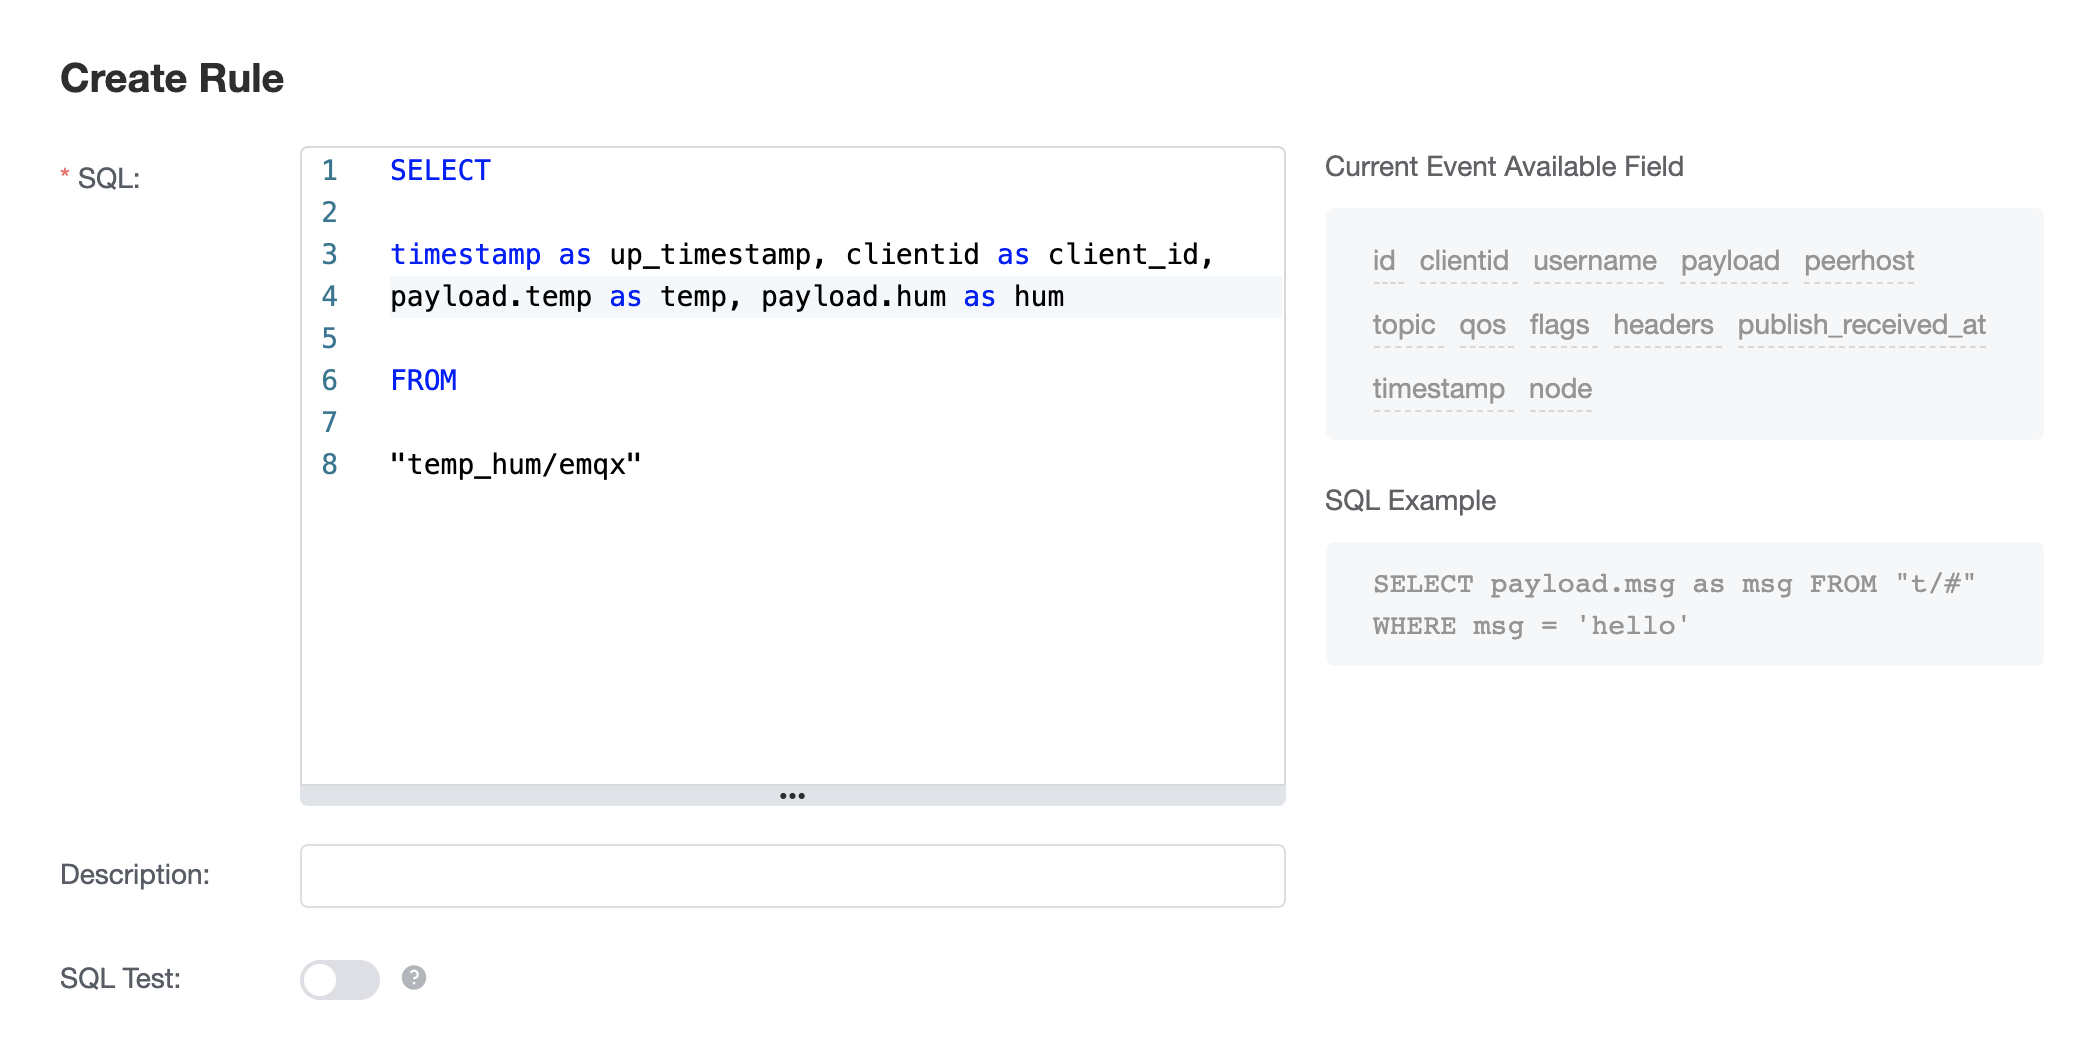 Create Rule
* SQL:
1 SELECT
2
3 timestamp as up_timestamp, clientid as client_id,
4 payload.temp as temp, payload.hum as hum
5
6 FROM
7
8 "temp_hum/emqx"
•••
Current Event Available Field
id clientid username payload peerhost
topic qos flags headers publish_received_at
timestamp node
SQL Example
SELECT payload.msg as msg FROM "t/#"
WHERE msg = 'hello'
Description:
SQL Test: ?